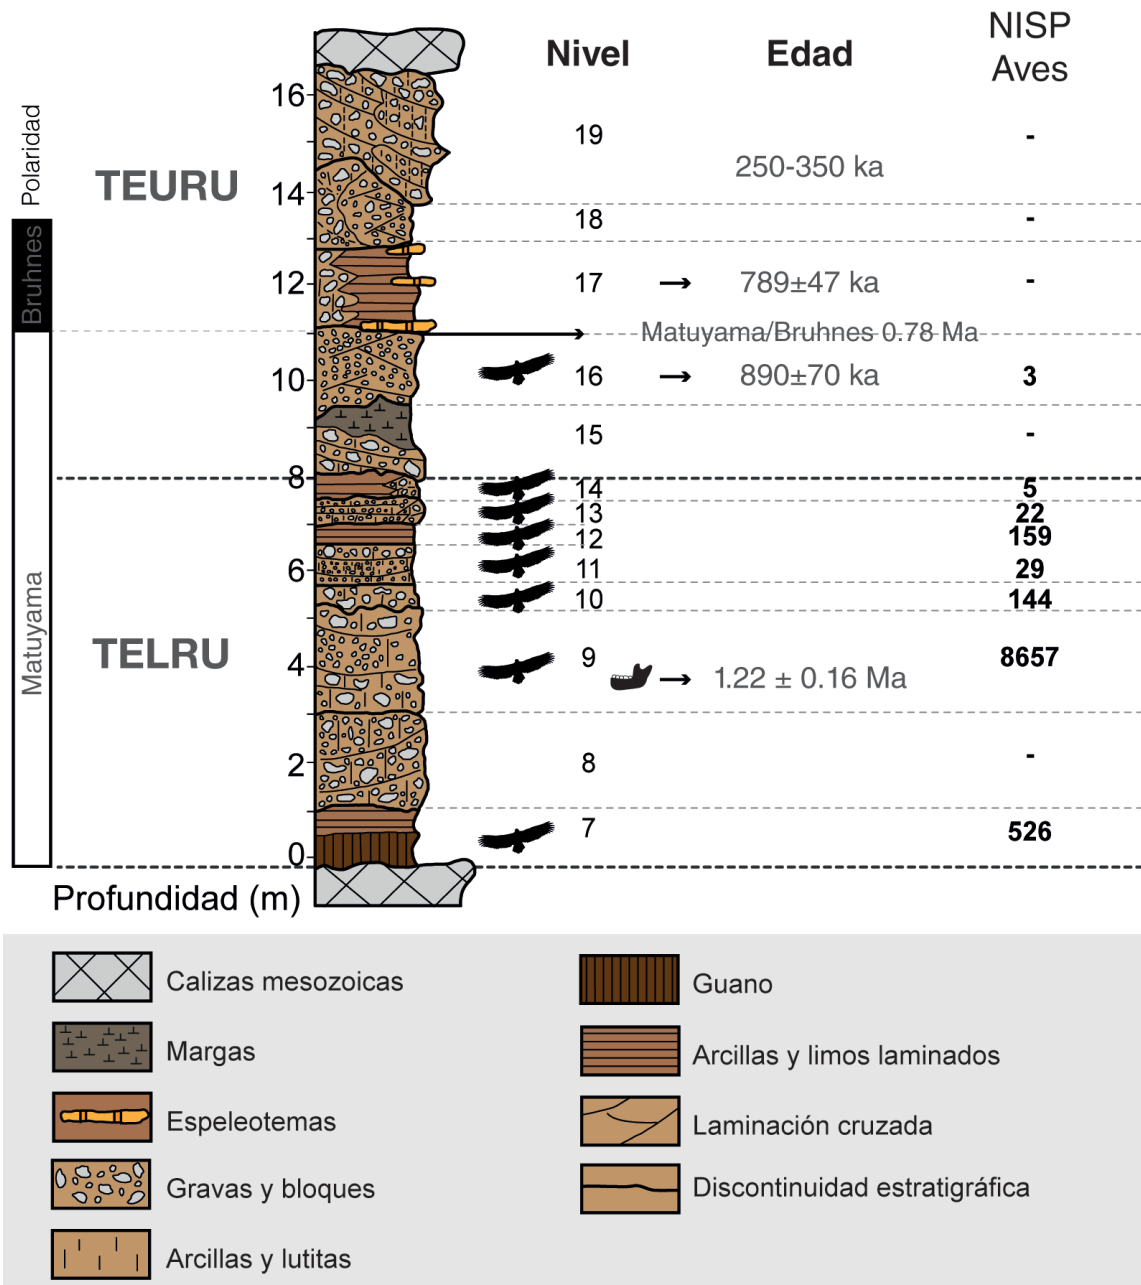 Nivel
Edad
NISP
Aves
Polaridad
Bruhnes
Matuyama
TEURU
TELRU
16
14
12
10
8
6
4
2
0
Profundidad (m)
19
250-350 ka
-
18
-
17
789±47 ka
-
Matuyama/Bruhnes 0.78 Ma
16
890±70 ka
3
15
-
14
5
13
22
12
159
11
29
10
144
9
8657
1.22 ± 0.16 Ma
8
-
7
526
Calizas mesozoicas
Margas
Espeleotemas
Gravas y bloques
Arcillas y lutitas
Guano
Arcillas y limos laminados
Laminación cruzada
Discontinuidad estratigráfica